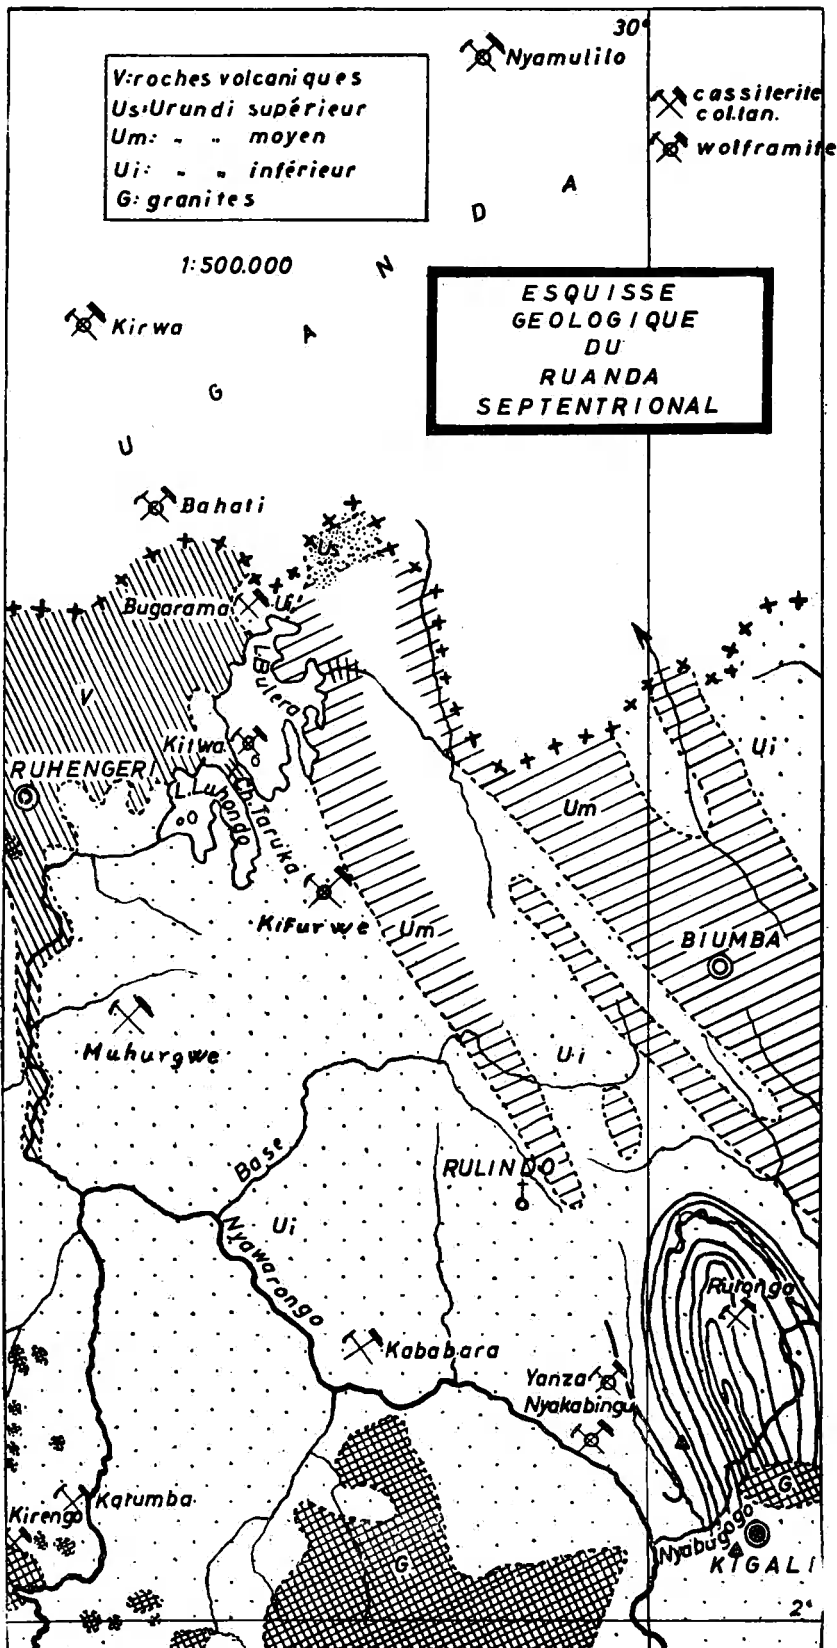 30°
Nyamulilo
V:roches volcaniques
Us:Urundi supérieur
Um: - .. moyen
Ui: - .. inférieur
G: granites
cassiterite
col.tan.
wolframite
1:500.000
UGANDA
ESQUISSE
GEOLOGIQUE
DU
RUANDA
SEPTENTRIONAL
Kirwa
Bahati
Us
Bugarama
Ui
L.Bulera
V
Kitwa
Ui
RUHENGERI
L.Luhondo
Ch.Taruka
Um
Kifurwe
Um
BIUMBA
Muhurgwe
Ui
Base
RULINDO
Ui
Nyawarongo
Rutongo
Kababara
Yanza
Nyakabingu
Katumba
Kirengo
G
G
Nyabugogo
KIGALI
2°